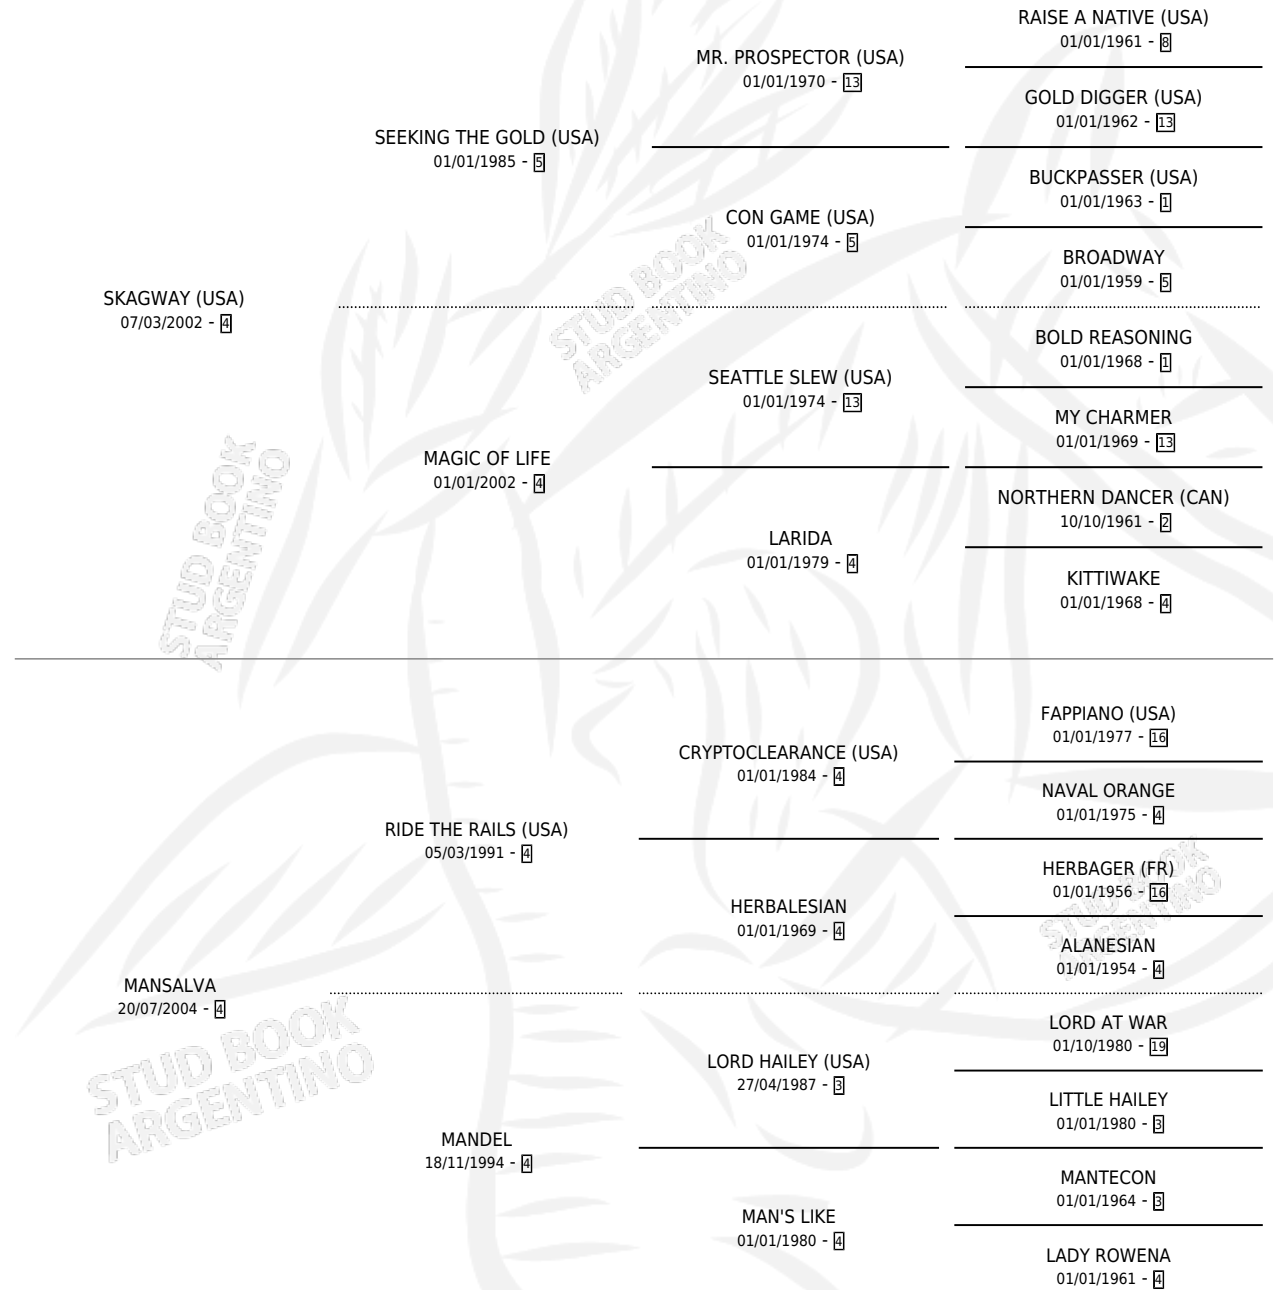 RAISE A NATIVE (USA)
01/01/1961 - 8
MR. PROSPECTOR (USA)
01/01/1970 - 13
GOLD DIGGER (USA)
01/01/1962 - 13
SEEKING THE GOLD (USA)
01/01/1985 - 5
BUCKPASSER (USA)
01/01/1963 - 1
CON GAME (USA)
01/01/1974 - 5
BROADWAY
01/01/1959 - 5
SKAGWAY (USA)
07/03/2002 - 4
STUD BOOK
ARGENTINO
BOLD REASONING
01/01/1968 - 1
SEATTLE SLEW (USA)
01/01/1974 - 13
MY CHARMER
01/01/1969 - 13
MAGIC OF LIFE
01/01/2002 - 4
NORTHERN DANCER (CAN)
10/10/1961 - 2
LARIDA
01/01/1979 - 4
KITTIWAKE
01/01/1968 - 4
STUD BOOK
ARGENTINO
FAPPIANO (USA)
01/01/1977 - 16
CRYPTOCLEARANCE (USA)
01/01/1984 - 4
NAVAL ORANGE
01/01/1975 - 4
RIDE THE RAILS (USA)
05/03/1991 - 4
HERBAGER (FR)
01/01/1956 - 16
HERBALESIAN
01/01/1969 - 4
STUD BOOK
ARGENTINO
ALANESIAN
01/01/1954 - 4
MANSALVA
20/07/2004 - 4
LORD AT WAR
01/10/1980 - 19
LORD HAILEY (USA)
27/04/1987 - 3
STUD BOOK
ARGENTINO
LITTLE HAILEY
01/01/1980 - 3
MANDEL
18/11/1994 - 4
MANTECON
01/01/1964 - 3
MAN'S LIKE
01/01/1980 - 4
LADY ROWENA
01/01/1961 - 4